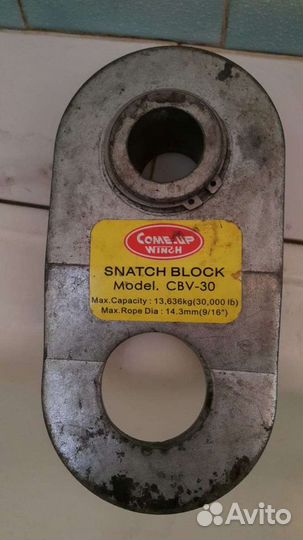 COME-UP
WINCH
SNATCH BLOCK
Model. CBV-30
Max.Capacity : 13,636kg(30,000 lb)
Max.Rope Dia : 14.3mm(9/16")
Avito